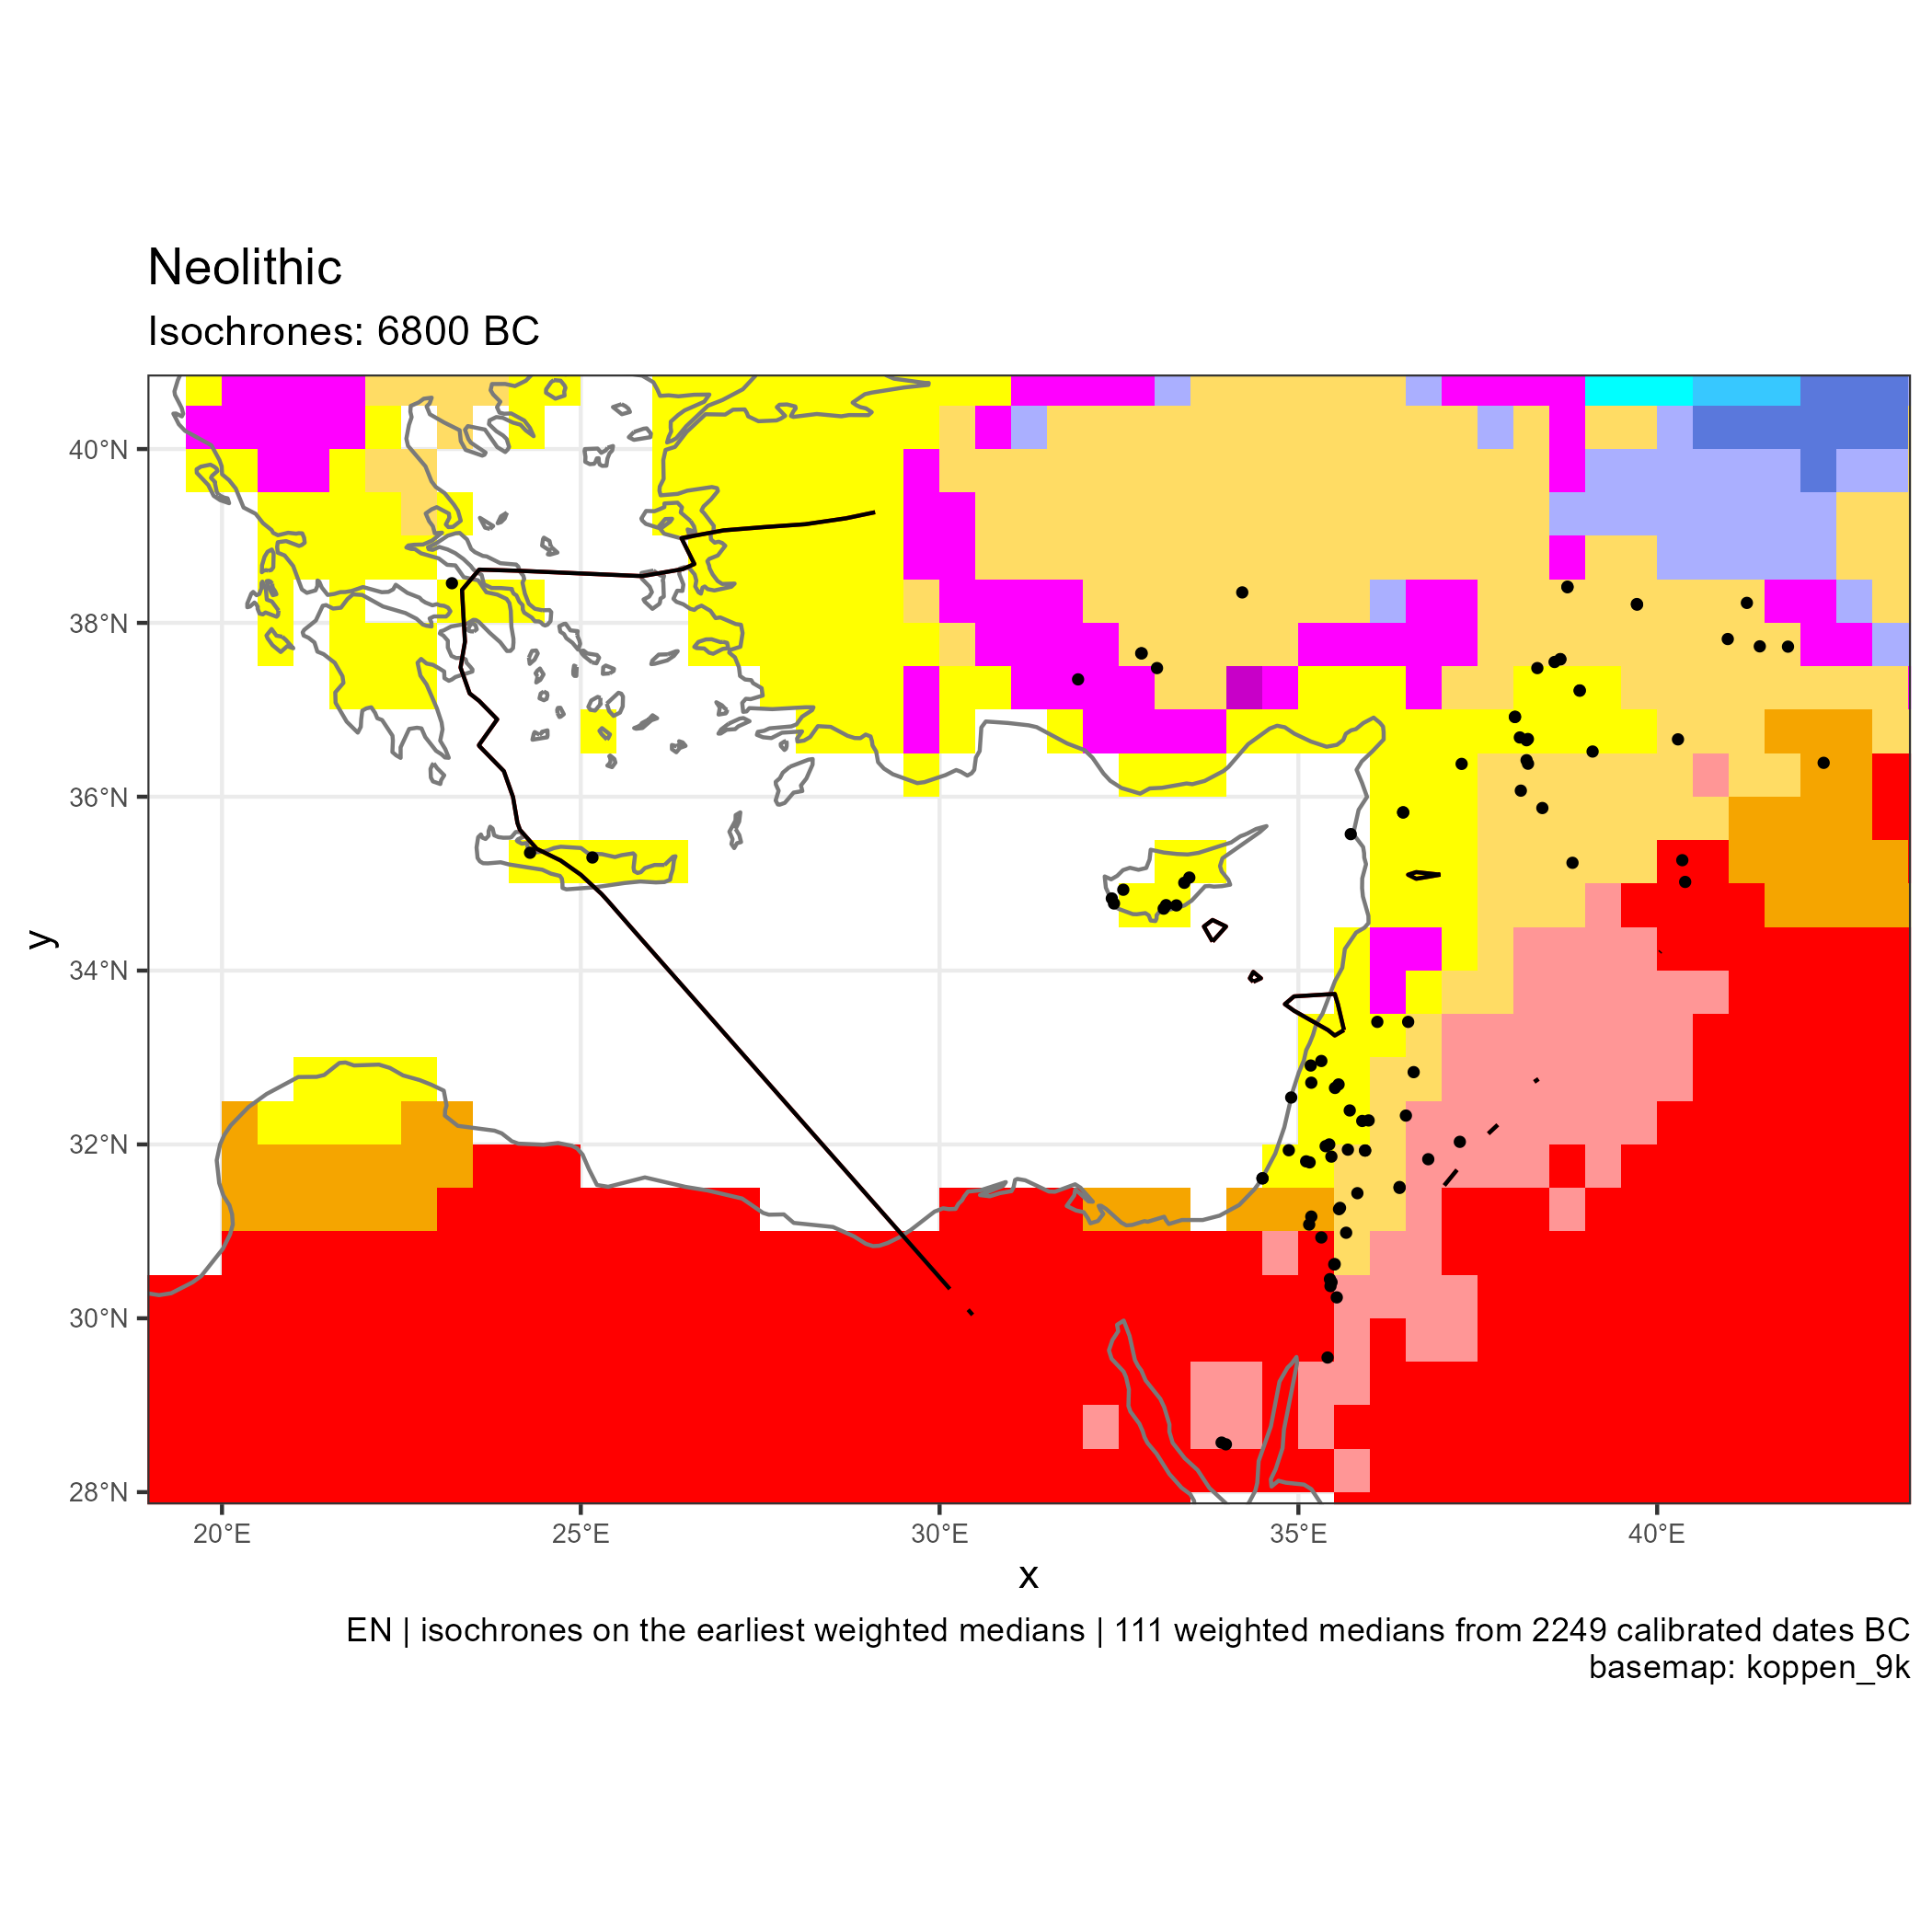 Neolithic
Isochrones: 6800 BC
40°N
38°N
36°N
34°N
32°N
30°N
28°N
y
20°E
25°E
30°E
35°E
40°E
x
EN | isochrones on the earliest weighted medians | 111 weighted medians from 2249 calibrated dates BC
basemap: koppen_9k